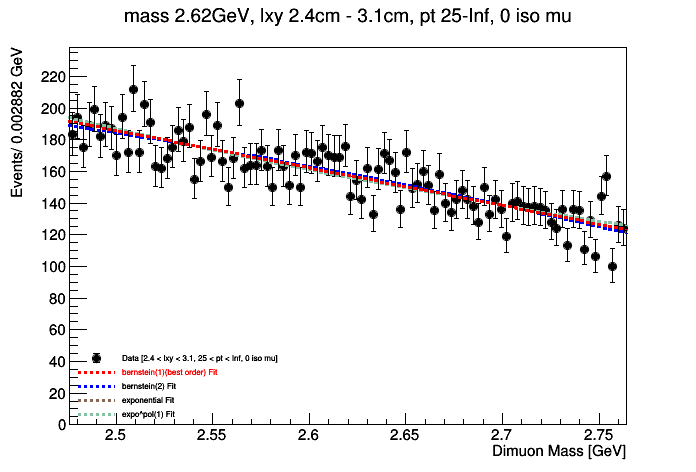 mass 2.62GeV, lxy 2.4cm - 3.1cm, pt 25-Inf, 0 iso mu
Events/ 0.002882 GeV
220
200
180
160
140
120
100
80
60
40
20
0
Data [2.4 < lxy < 3.1, 25 < pt < Inf, 0 iso mu]
bernstein(1)(best order) Fit
bernstein(2) Fit
exponential Fit
expo*pol(1) Fit
2.5 2.55 2.6 2.65 2.7 2.75
Dimuon Mass [GeV]